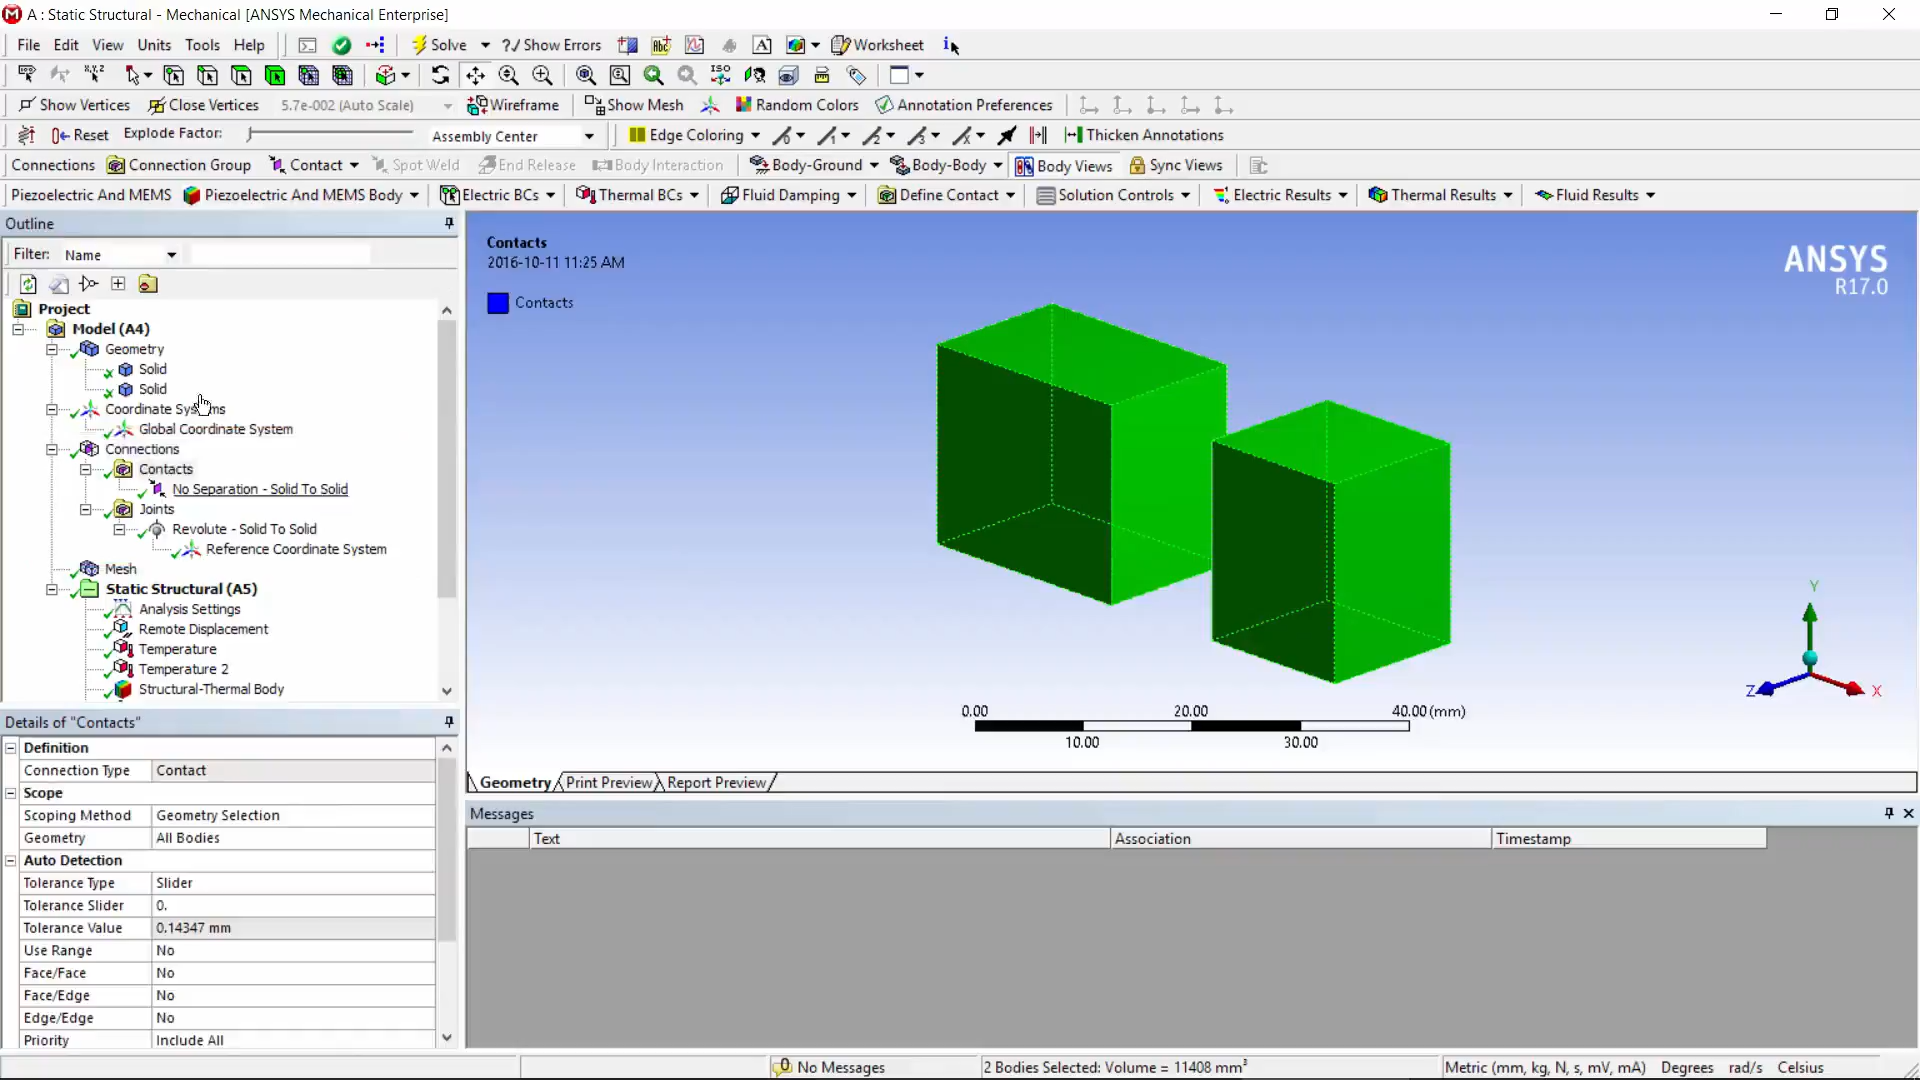 A : Static Structural - Mechanical [ANSYS Mechanical Enterprise]
File Edit View Units Tools Help Solve ?/ Show Errors Worksheet
Show Vertices Close Vertices 5.7e-002 (Auto Scale) Wireframe Show Mesh Random Colors Annotation Preferences
Reset Explode Factor: Assembly Center Edge Coloring Thicken Annotations
Connections Connection Group Contact Spot Weld End Release Body Interaction Body-Ground Body-Body Body Views Sync Views
Piezoelectric And MEMS Piezoelectric And MEMS Body Electric BCs Thermal BCs Fluid Damping Define Contact Solution Controls Electric Results Thermal Results Fluid Results
Outline
Filter: Name
Project
Model (A4)
Geometry
Solid
Solid
Coordinate Systems
Global Coordinate System
Connections
Contacts
No Separation - Solid To Solid
Joints
Revolute - Solid To Solid
Reference Coordinate System
Mesh
Static Structural (A5)
Analysis Settings
Remote Displacement
Temperature
Temperature 2
Structural-Thermal Body
Details of "Contacts"
Definition
Connection Type Contact
Scope
Scoping Method Geometry Selection
Geometry All Bodies
Auto Detection
Tolerance Type Slider
Tolerance Slider 0.
Tolerance Value 0.14347 mm
Use Range No
Face/Face No
Face/Edge No
Edge/Edge No
Priority Include All
Contacts
2016-10-11 11:25 AM
Contacts
ANSYS
R17.0
Y
Z
X
0.00 20.00 40.00 (mm)
10.00 30.00
Geometry Print Preview Report Preview
Messages
Text Association Timestamp
No Messages 2 Bodies Selected: Volume = 11408 mm³ Metric (mm, kg, N, s, mV, mA) Degrees rad/s Celsius